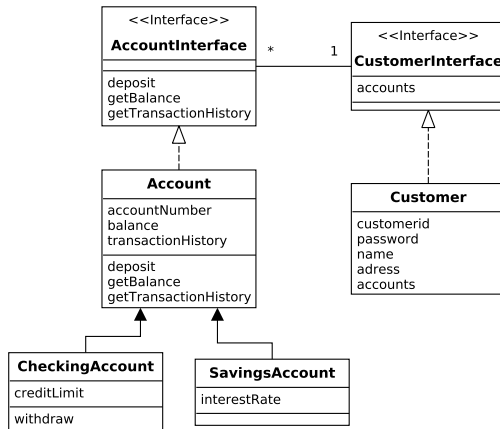 <<Interface>>
AccountInterface
deposit
getBalance
getTransactionHistory
* 1
<<Interface>>
CustomerInterface
accounts
Account
accountNumber
balance
transactionHistory
deposit
getBalance
getTransactionHistory
Customer
customerid
password
name
adress
accounts
CheckingAccount
creditLimit
withdraw
SavingsAccount
interestRate